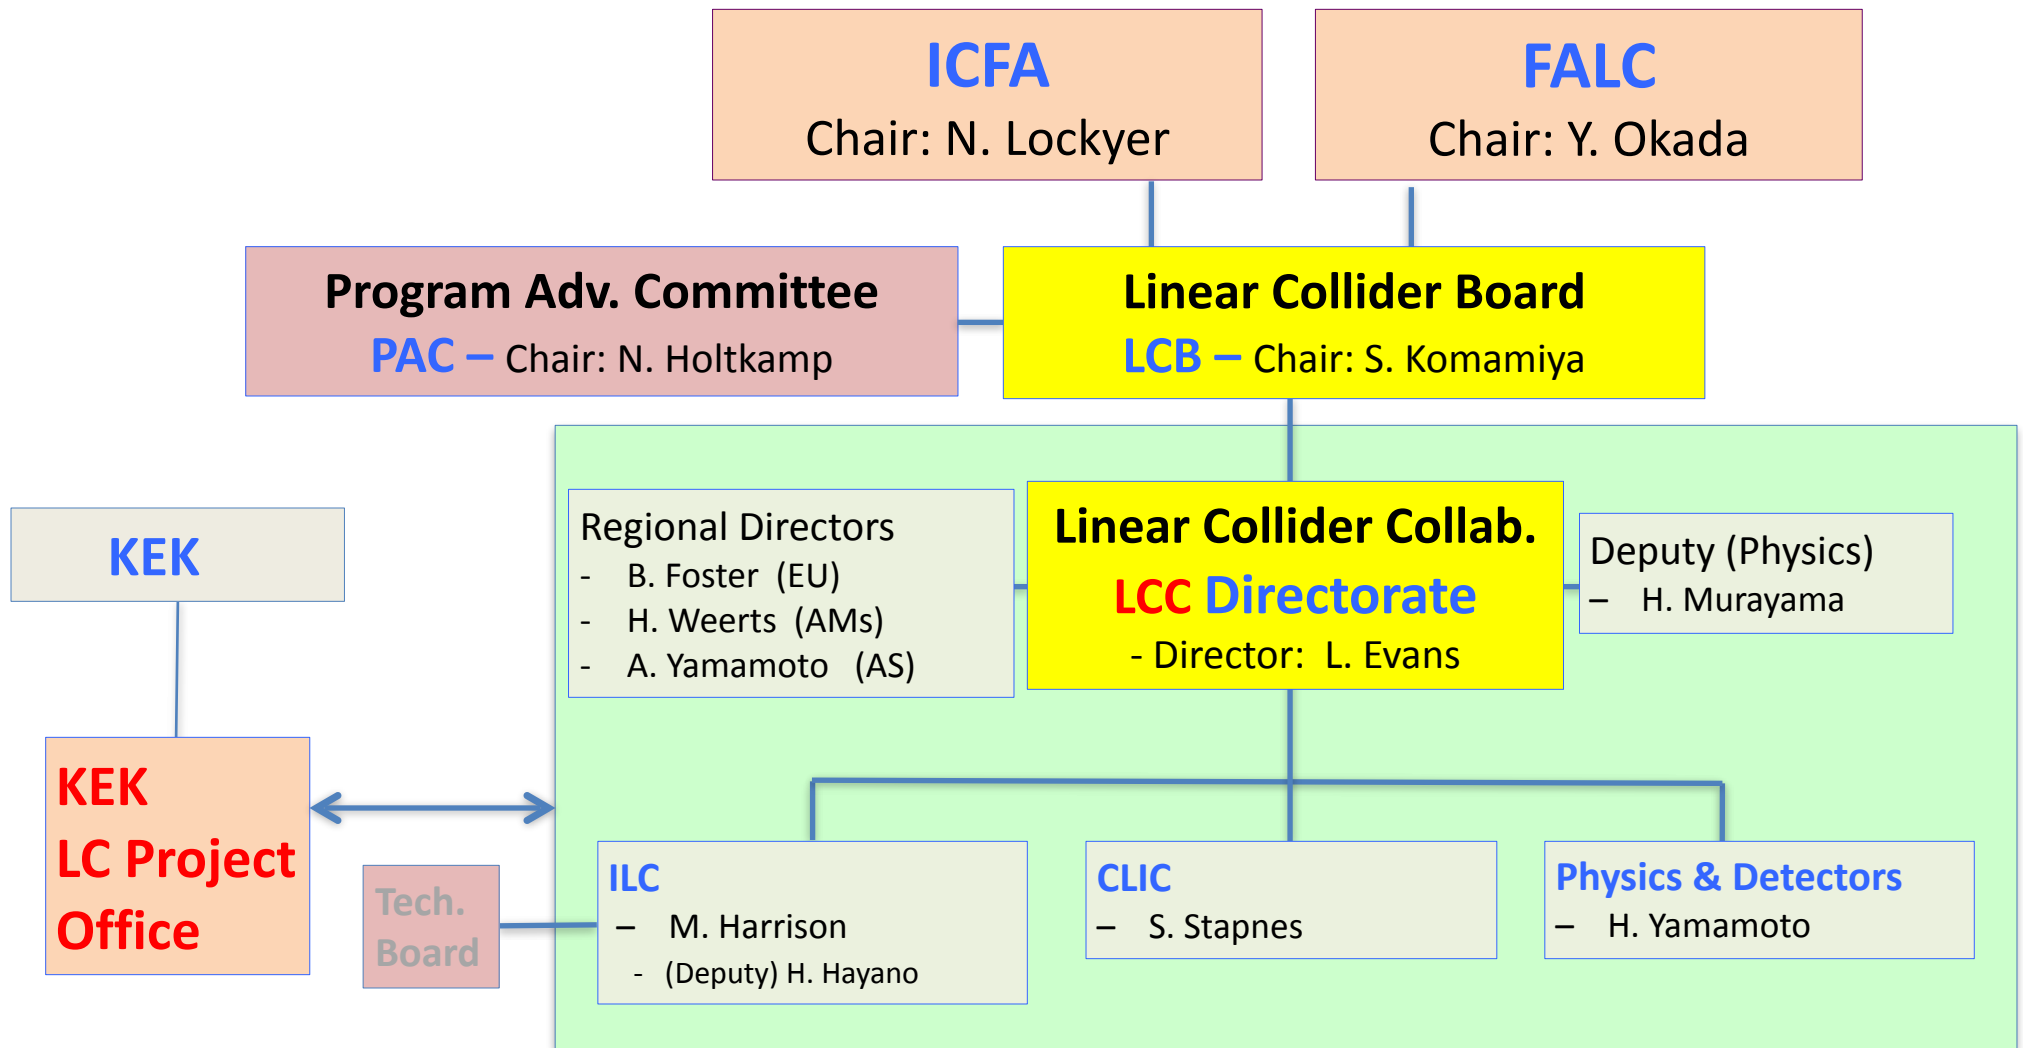 ICFA
Chair: N. Lockyer
FALC
Chair: Y. Okada
Program Adv. Committee
PAC – Chair: N. Holtkamp
Linear Collider Board
LCB – Chair: S. Komamiya
KEK
Regional Directors
- B. Foster (EU)
- H. Weerts (AMs)
- A. Yamamoto (AS)
Linear Collider Collab.
LCC Directorate
- Director: L. Evans
Deputy (Physics)
– H. Murayama
KEK
LC Project
Office
Tech.
Board
ILC
– M. Harrison
- (Deputy) H. Hayano
CLIC
– S. Stapnes
Physics & Detectors
– H. Yamamoto